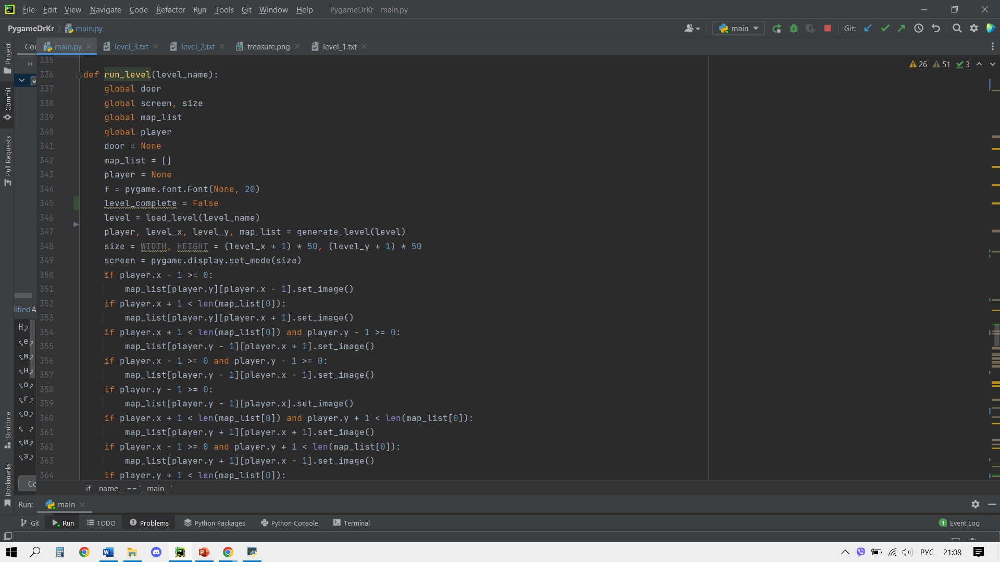 File Edit View Navigate Code Refactor Run Tools Git Window Help PygameDrKr - main.py
PygameDrKr main.py main Git:
Project
Commit
Pull Requests
Structure
Bookmarks
Coı main.py level_3.txt level_2.txt treasure.png level_1.txt
26 51 3
335
336 def run_level(level_name):
337 global door
338 global screen, size
339 global map_list
340 global player
341 door = None
342 map_list = []
343 player = None
344 f = pygame.font.Font(None, 20)
345 level_complete = False
346 level = load_level(level_name)
347 player, level_x, level_y, map_list = generate_level(level)
348 size = WIDTH, HEIGHT = (level_x + 1) * 50, (level_y + 1) * 50
349 screen = pygame.display.set_mode(size)
350 if player.x - 1 >= 0:
351 map_list[player.y][player.x - 1].set_image()
352 if player.x + 1 < len(map_list[0]):
353 map_list[player.y][player.x + 1].set_image()
354 if player.x + 1 < len(map_list[0]) and player.y - 1 >= 0:
355 map_list[player.y - 1][player.x + 1].set_image()
356 if player.x - 1 >= 0 and player.y - 1 >= 0:
357 map_list[player.y - 1][player.x - 1].set_image()
358 if player.y - 1 >= 0:
359 map_list[player.y - 1][player.x].set_image()
360 if player.x + 1 < len(map_list[0]) and player.y + 1 < len(map_list[0]):
361 map_list[player.y + 1][player.x + 1].set_image()
362 if player.x - 1 >= 0 and player.y + 1 < len(map_list[0]):
363 map_list[player.y + 1][player.x - 1].set_image()
364 if player.y + 1 < len(map_list[0]):
lified A
Н
е
м
н
о
г
о
и
з
Co
if __name__ == '__main__'
Run: main
Git Run TODO Problems Python Packages Python Console Terminal 1 Event Log
РУС 21:08